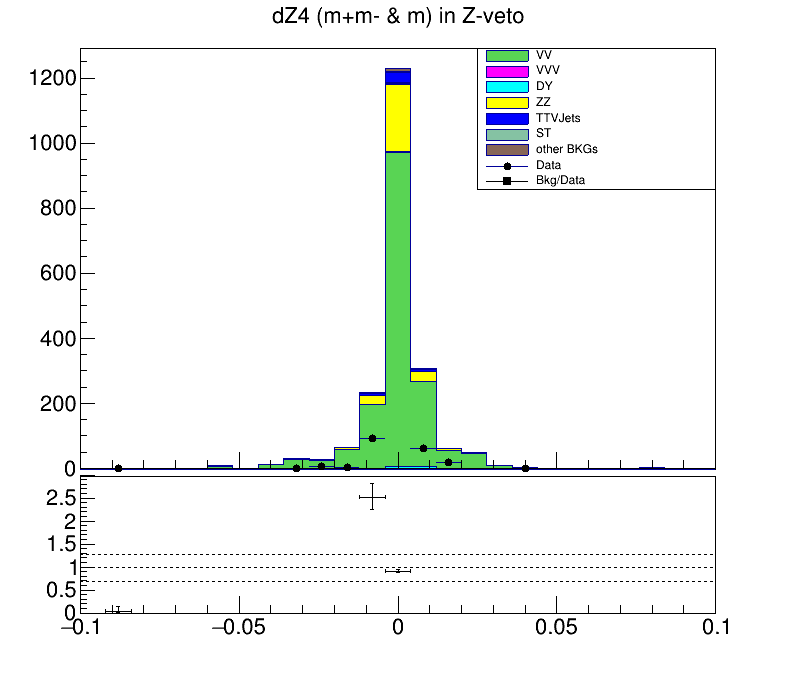 dZ4 (m+m- & m) in Z-veto
1200
1000
800
600
400
200
0
VV
VVV
DY
ZZ
TTVJets
ST
other BKGs
Data
Bkg/Data
2.5
2
1.5
1
0.5
0
−0.1 −0.05 0 0.05 0.1